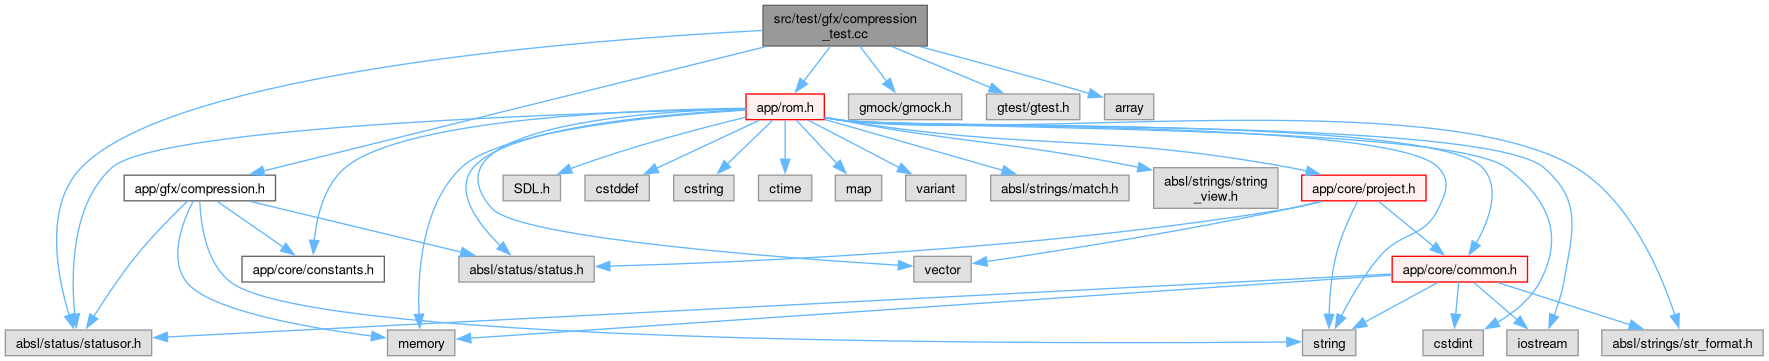 src/test/gfx/compression
_test.cc
app/rom.h
gmock/gmock.h
gtest/gtest.h
array
app/gfx/compression.h
SDL.h
cstddef
cstring
ctime
map
variant
absl/strings/match.h
absl/strings/string
_view.h
app/core/project.h
app/core/constants.h
absl/status/status.h
vector
app/core/common.h
absl/status/statusor.h
memory
string
cstdint
iostream
absl/strings/str_format.h